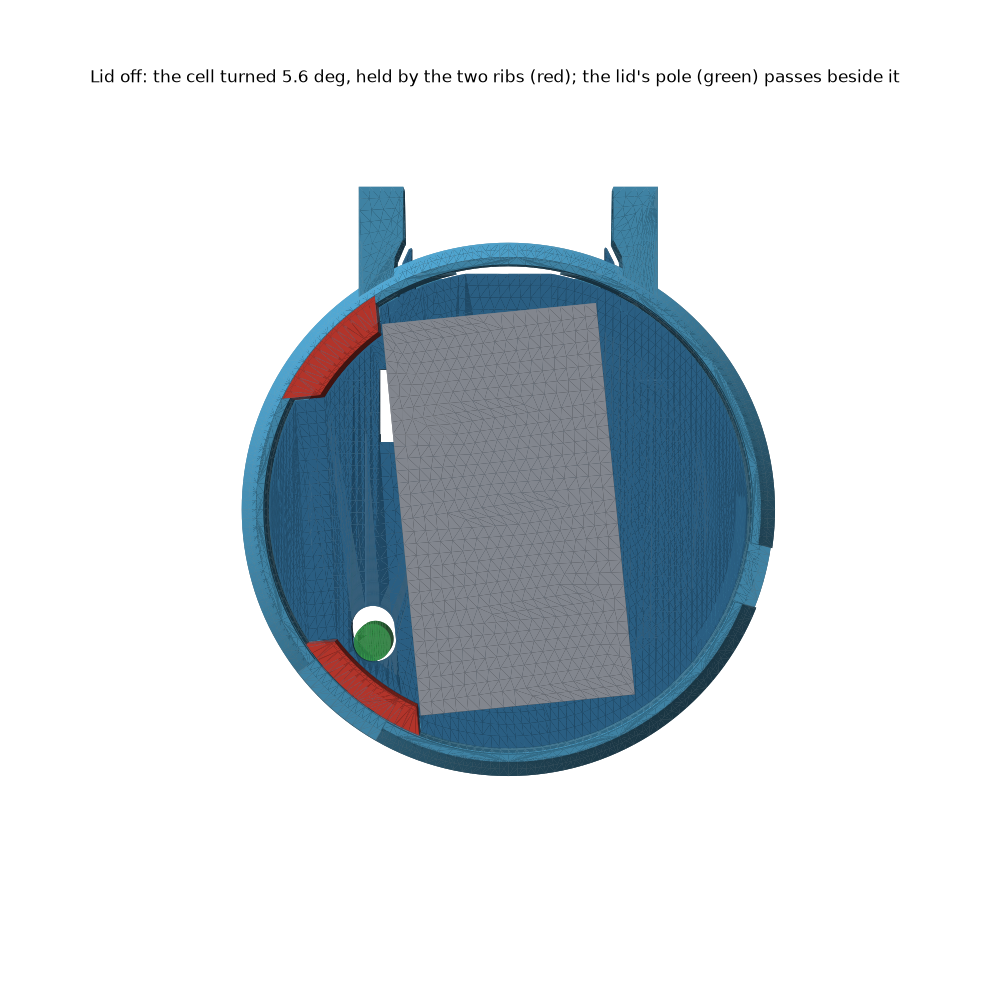 Lid off: the cell turned 5.6 deg, held by the two ribs (red); the lid's pole (green) passes beside it